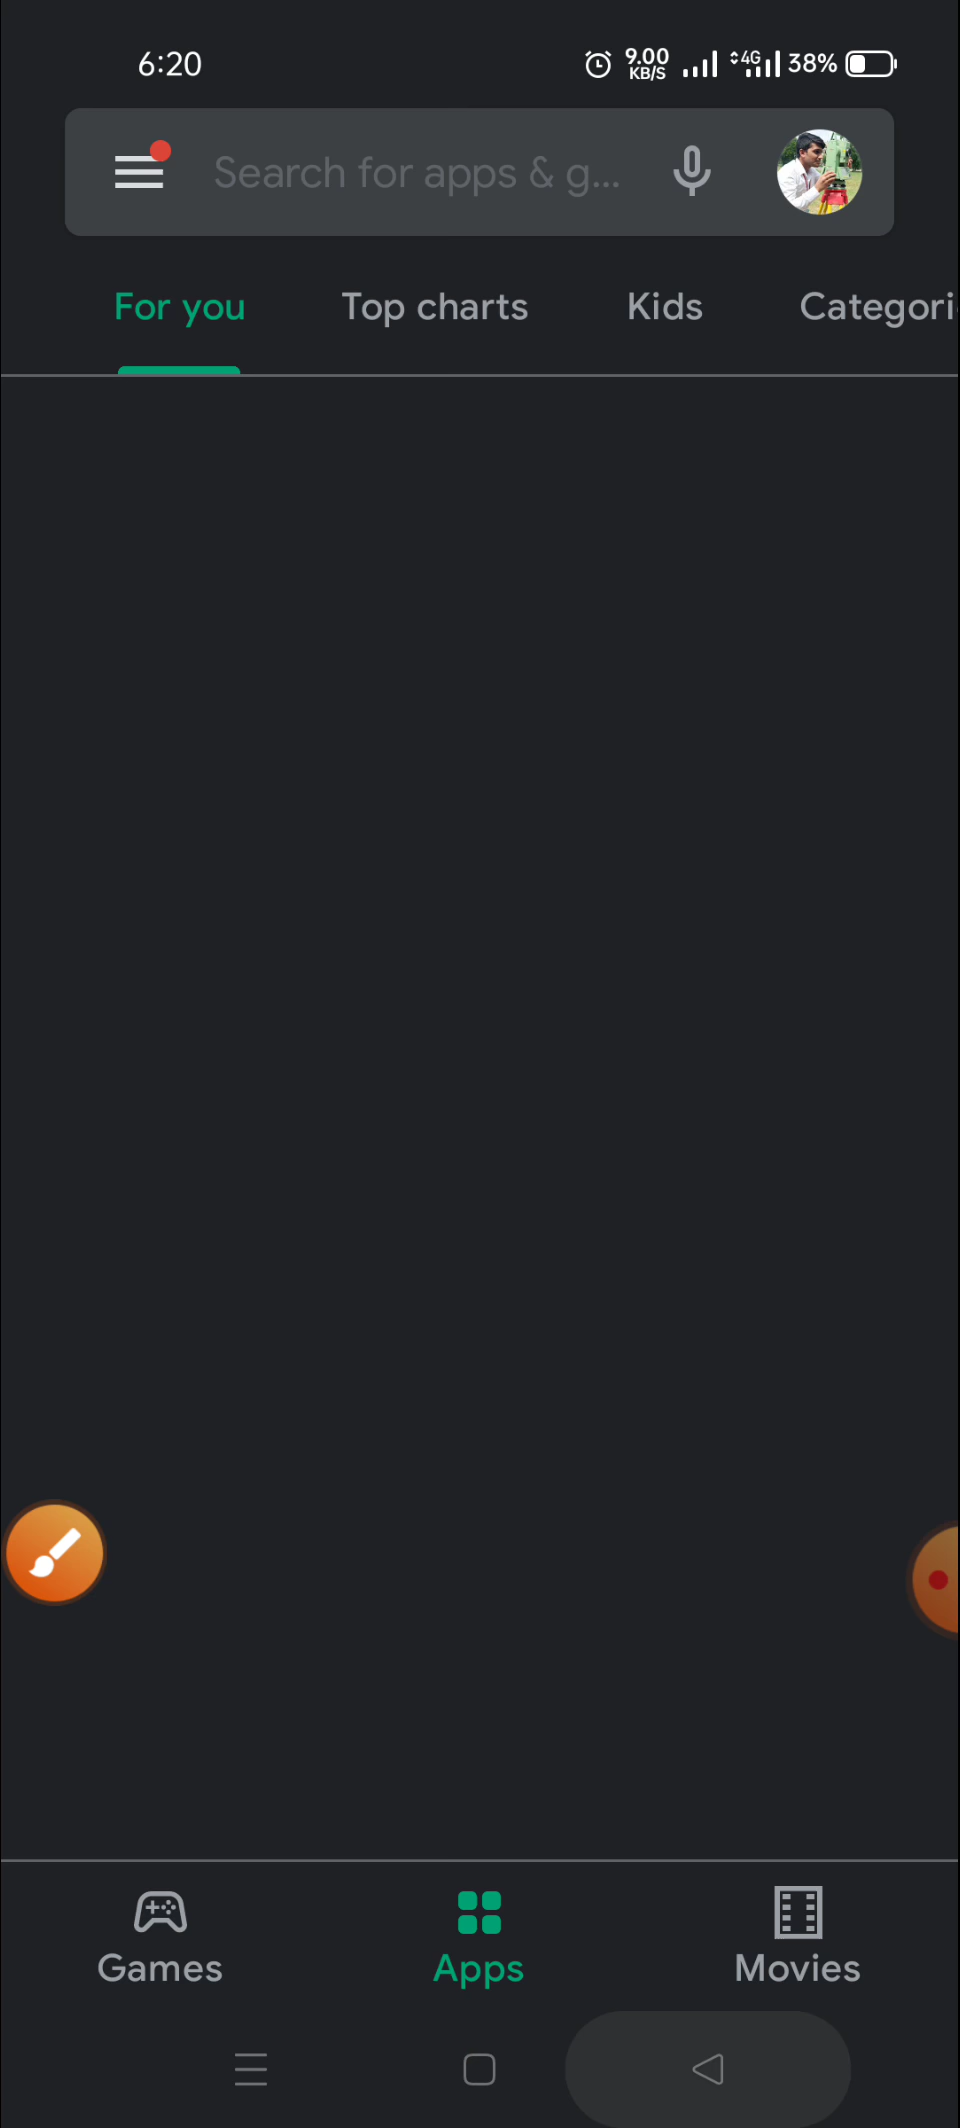 6:20
9.00 KB/S 4G 38%
Search for apps & g...
For you Top charts Kids Categori
Games Apps Movies